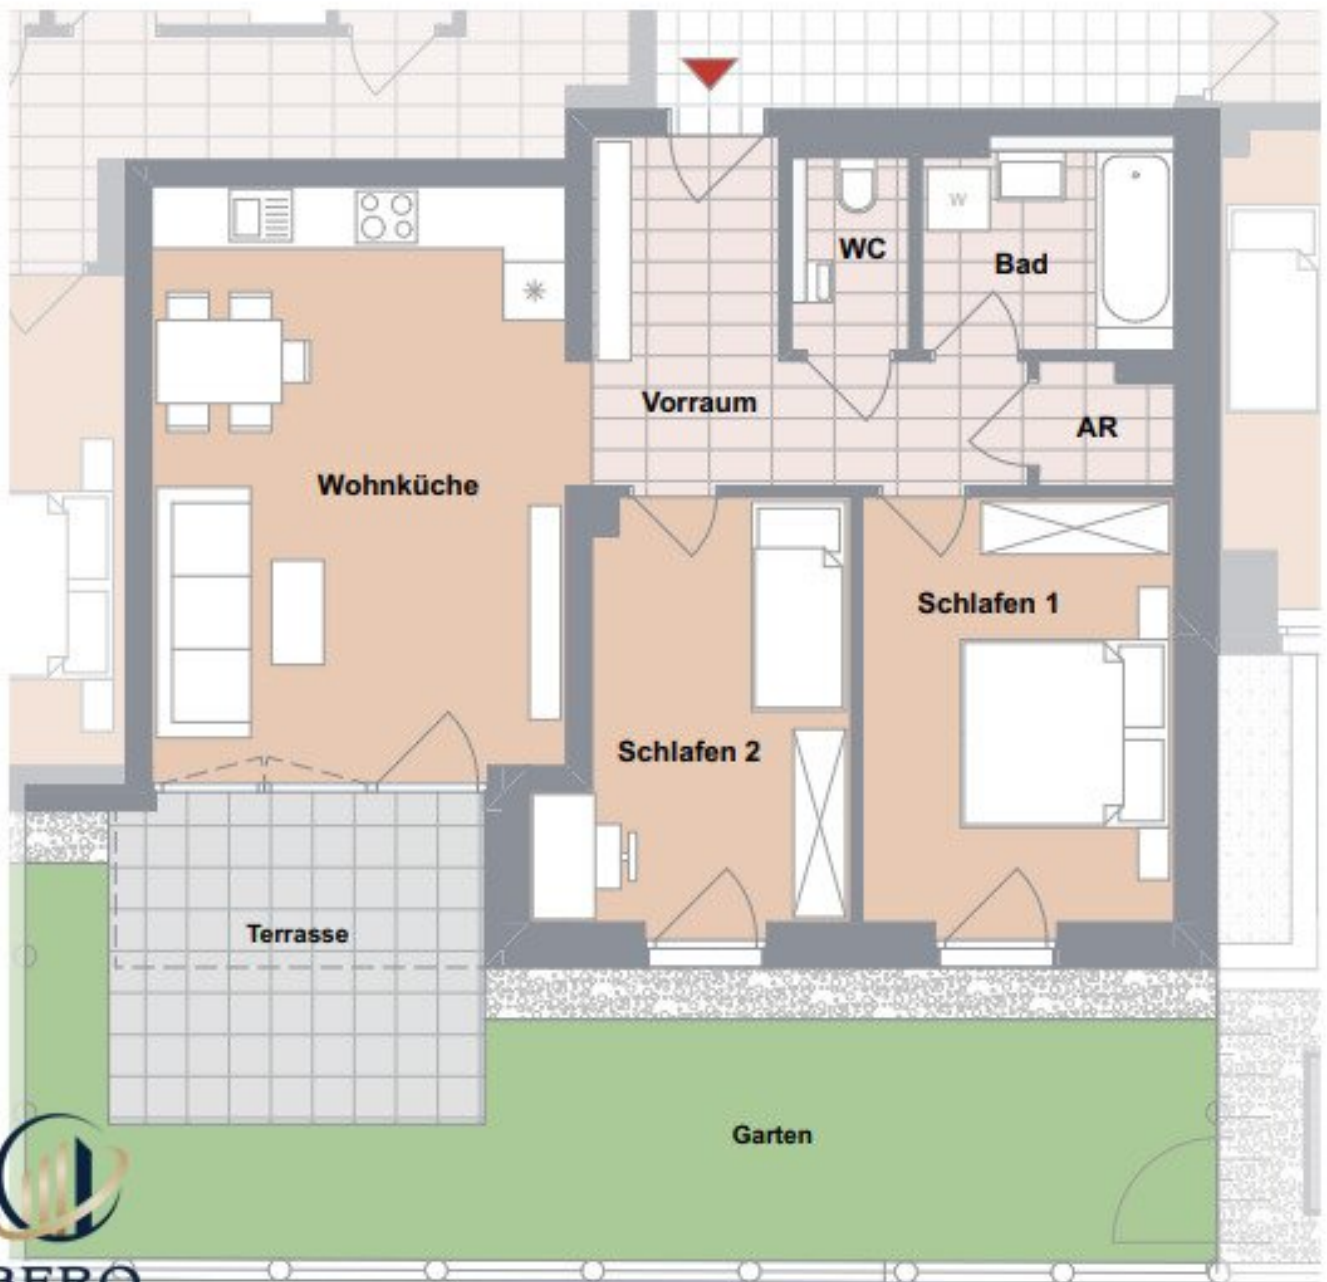 WC
Bad
W
Vorraum
AR
Wohnküche
Schlafen 1
Schlafen 2
Terrasse
Garten